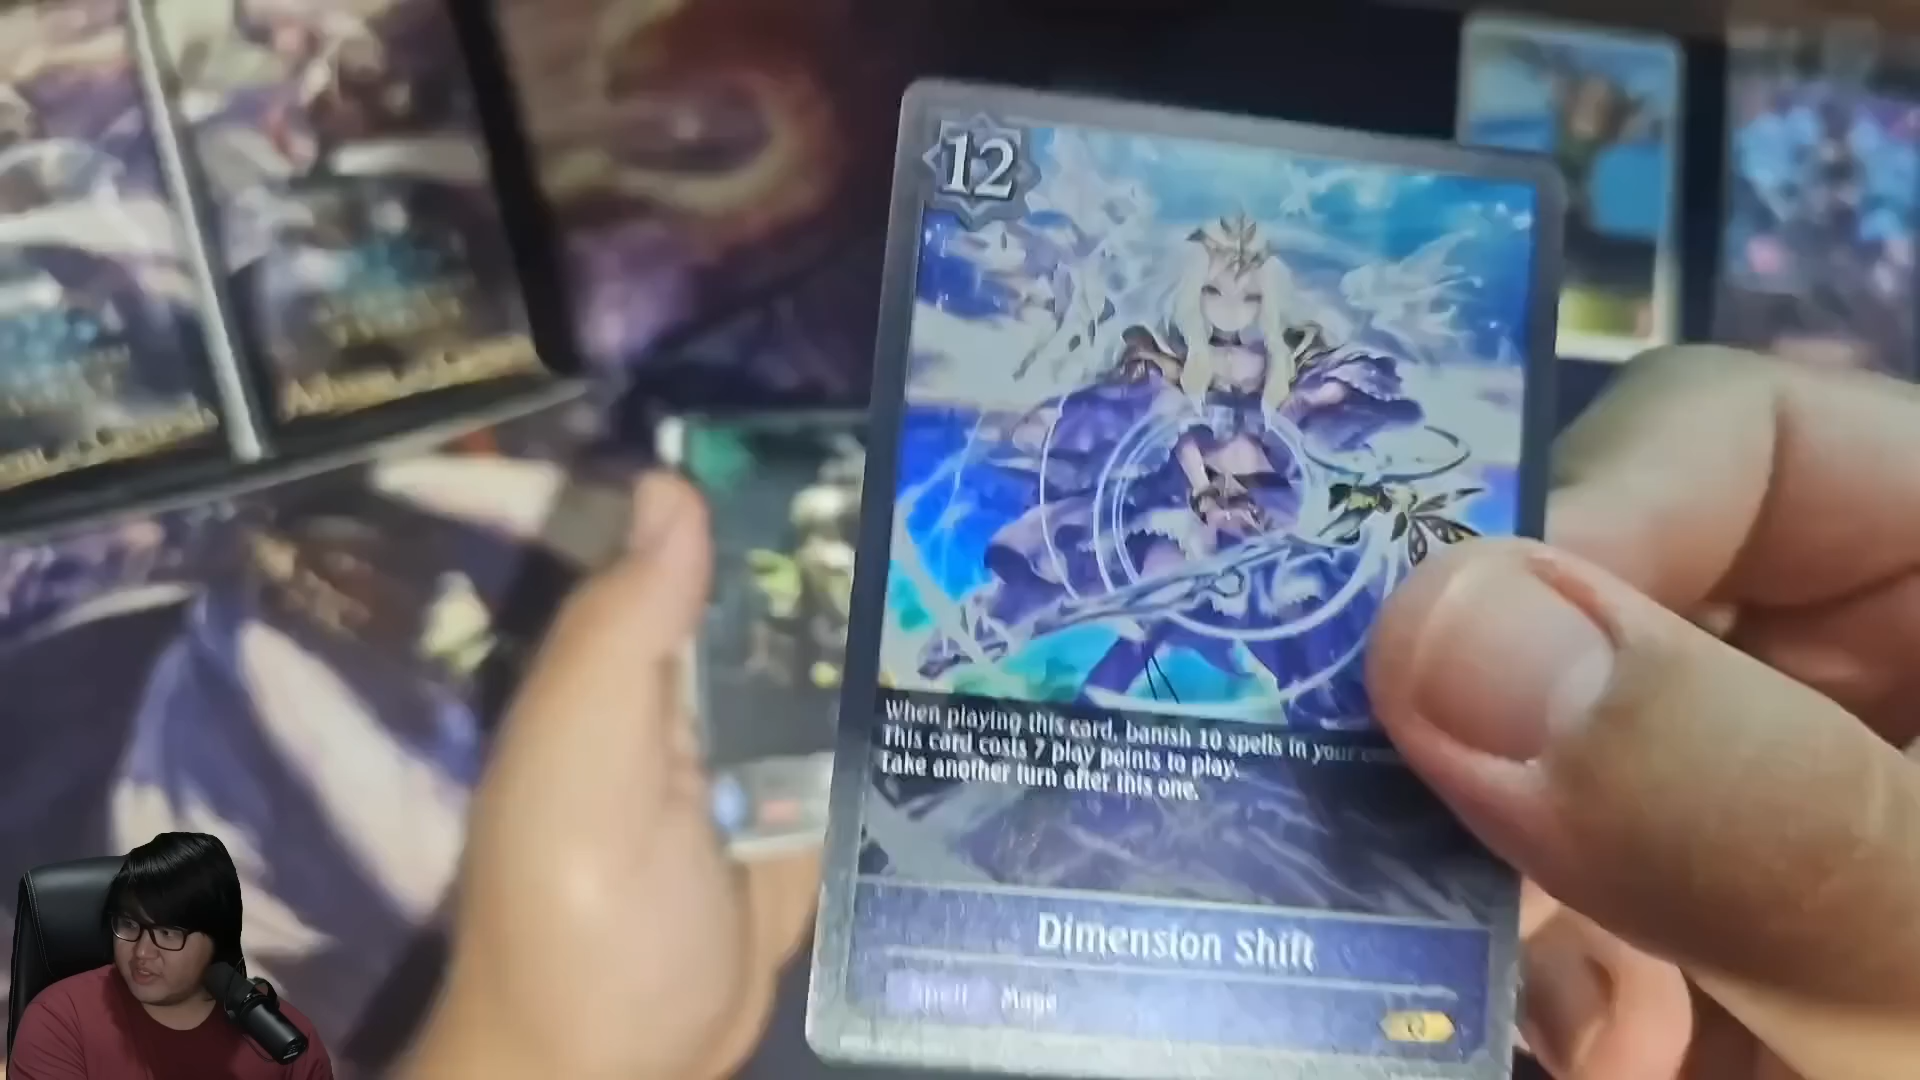 12
When playing this card, banish 10 spells in your
This card costs 7 play points to play.
Take another turn after this one.
Dimension Shift
Spell Mage